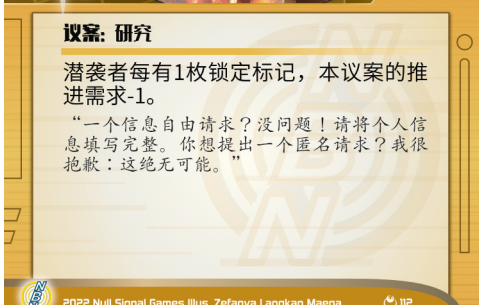 议案: 研究
潜袭者每有1枚锁定标记，本议案的推
进需求-1。
“一个信息自由请求？没问题！请将个人信
息填写完整。你想提出一个匿名请求？我很
抱歉：这绝无可能。”
NBN
NBN
2022 Null Signal Games Illus. Zefanya Langkan Maega
112